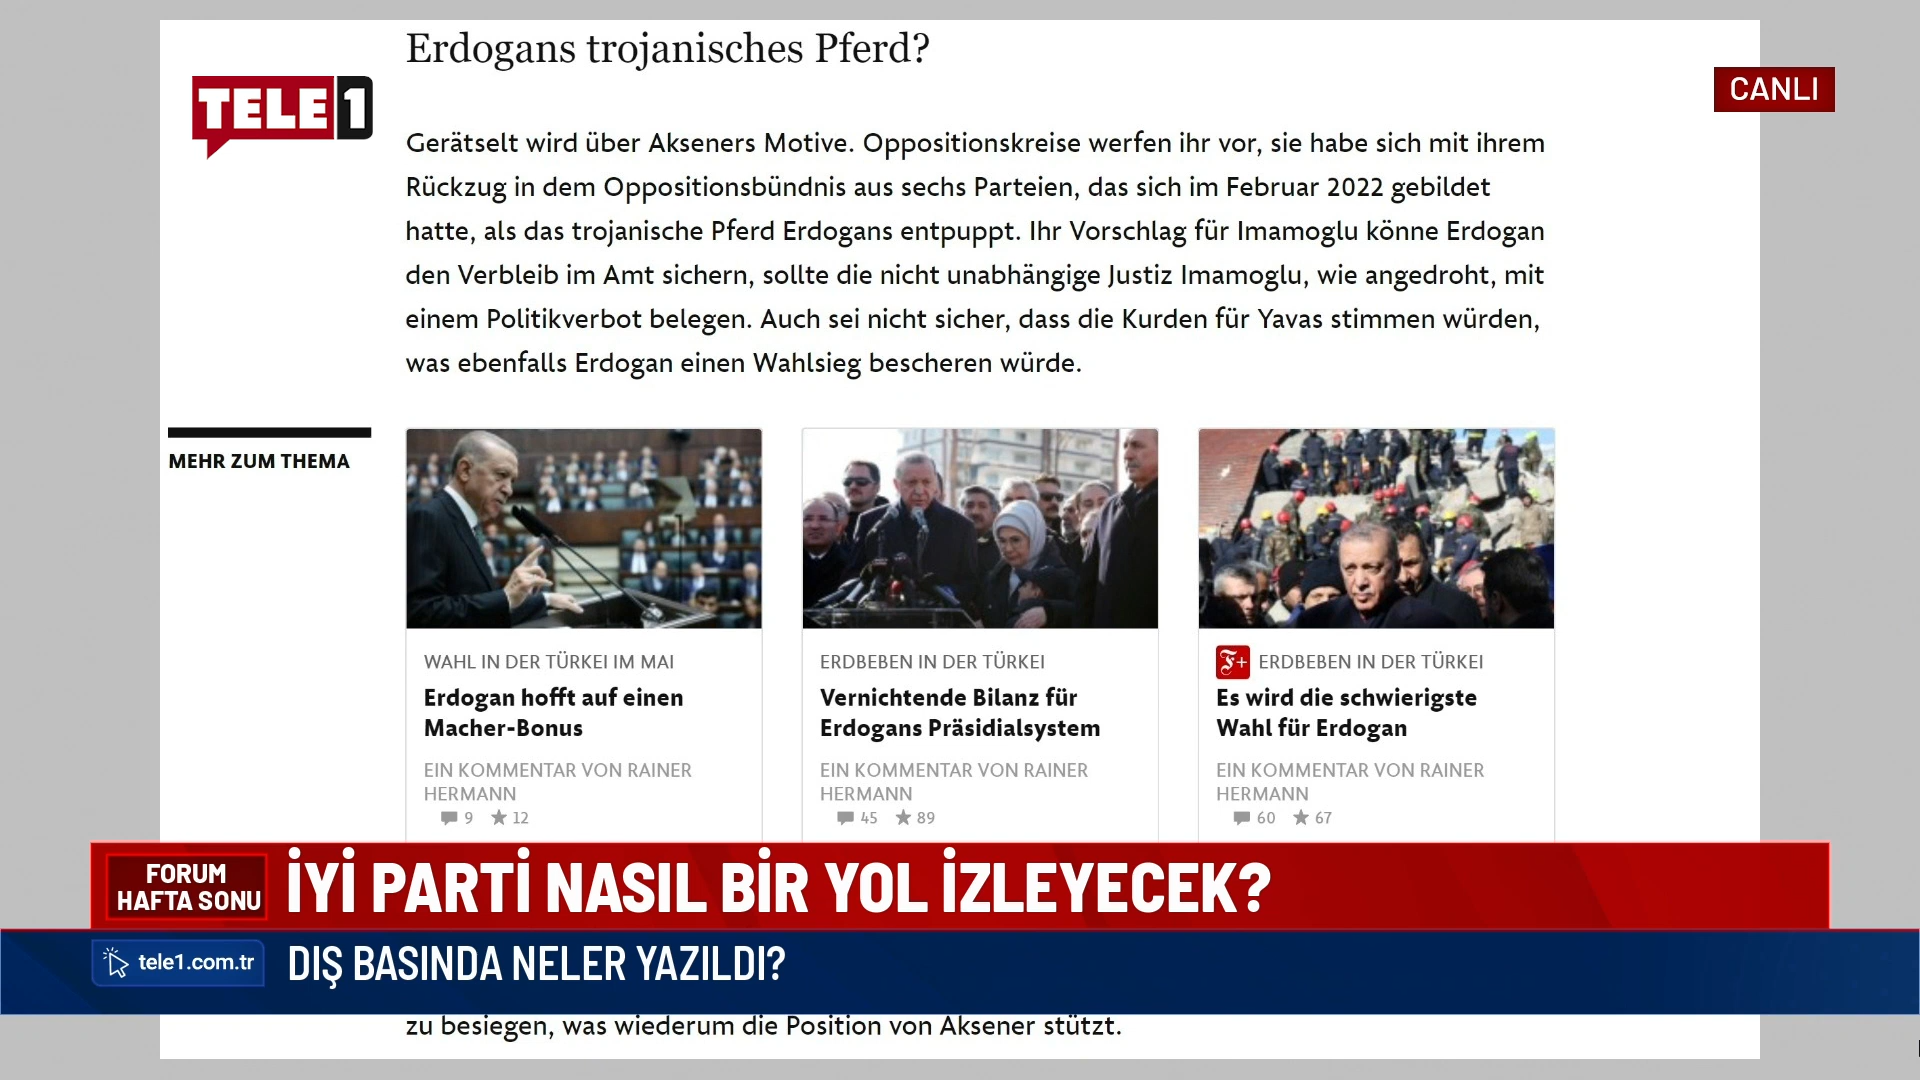 Erdogans trojanisches Pferd?
TELE1
CANLI
Gerätselt wird über Akseners Motive. Oppositionskreise werfen ihr vor, sie habe sich mit ihrem
Rückzug in dem Oppositionsbündnis aus sechs Parteien, das sich im Februar 2022 gebildet
hatte, als das trojanische Pferd Erdogans entpuppt. Ihr Vorschlag für Imamoglu könne Erdogan
den Verbleib im Amt sichern, sollte die nicht unabhängige Justiz Imamoglu, wie angedroht, mit
einem Politikverbot belegen. Auch sei nicht sicher, dass die Kurden für Yavas stimmen würden,
was ebenfalls Erdogan einen Wahlsieg bescheren würde.
MEHR ZUM THEMA
WAHL IN DER TÜRKEI IM MAI
Erdogan hofft auf einen
Macher-Bonus
EIN KOMMENTAR VON RAINER
HERMANN
9 12
ERDBEBEN IN DER TÜRKEI
Vernichtende Bilanz für
Erdogans Präsidialsystem
EIN KOMMENTAR VON RAINER
HERMANN
45 89
F+ ERDBEBEN IN DER TÜRKEI
Es wird die schwierigste
Wahl für Erdogan
EIN KOMMENTAR VON RAINER
HERMANN
60 67
FORUM
HAFTA SONU
İYİ PARTİ NASIL BİR YOL İZLEYECEK?
tele1.com.tr
DIŞ BASINDA NELER YAZILDI?
zu besiegen, was wiederum die Position von Aksener stützt.